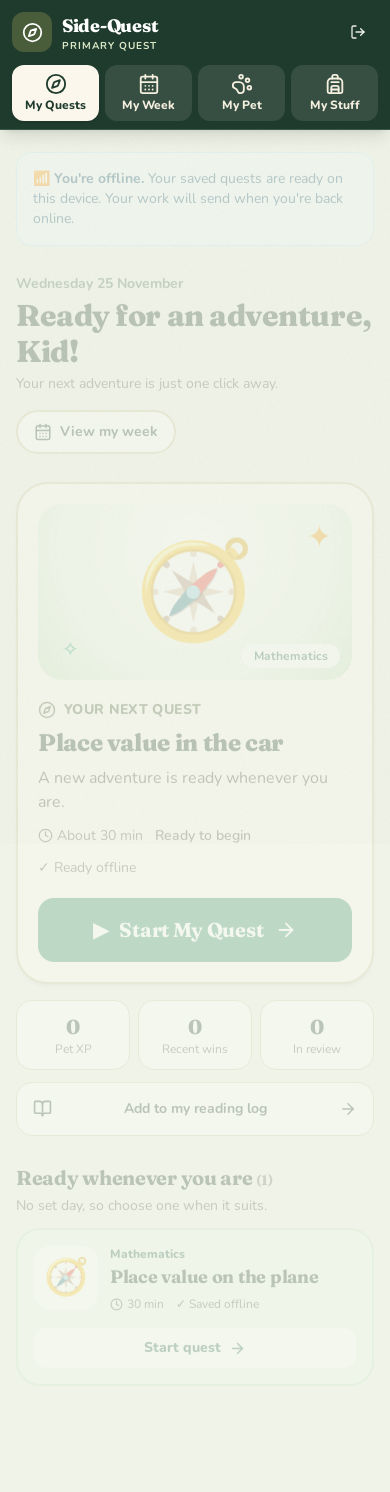 Side-Quest
PRIMARY QUEST
My Quests
My Week
My Pet
My Stuff
You're offline. Your saved quests are ready on
this device. Your work will send when you're back
online.
Wednesday 25 November
Ready for an adventure,
Kid!
Your next adventure is just one click away.
View my week
Mathematics
YOUR NEXT QUEST
Place value in the car
A new adventure is ready whenever you
are.
About 30 min Ready to begin
✓ Ready offline
▶ Start My Quest →
0
Pet XP
0
Recent wins
0
In review
Add to my reading log →
Ready whenever you are (1)
No set day, so choose one when it suits.
Mathematics
Place value on the plane
30 min ✓ Saved offline
Start quest →